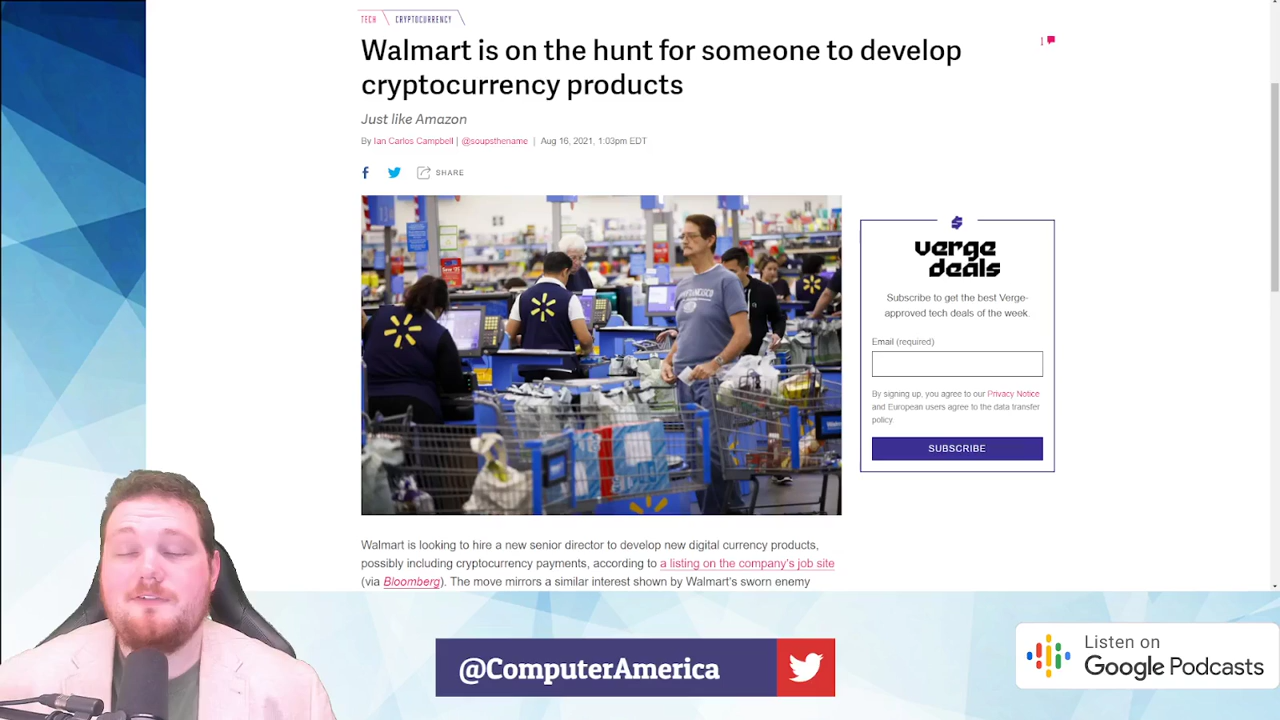 TECH
CRYPTOCURRENCY
Walmart is on the hunt for someone to develop
cryptocurrency products
1
Just like Amazon
By Ian Carlos Campbell | @soupsthename | Aug 16, 2021, 1:03pm EDT
SHARE
verge
deals
Subscribe to get the best Verge-
approved tech deals of the week.
Email (required)
By signing up, you agree to our Privacy Notice
and European users agree to the data transfer
policy
SUBSCRIBE
Walmart is looking to hire a new senior director to develop new digital currency products,
possibly including cryptocurrency payments, according to a listing on the company's job site
(via Bloomberg). The move mirrors a similar interest shown by Walmart's sworn enemy
@ComputerAmerica
Listen on
Google Podcasts